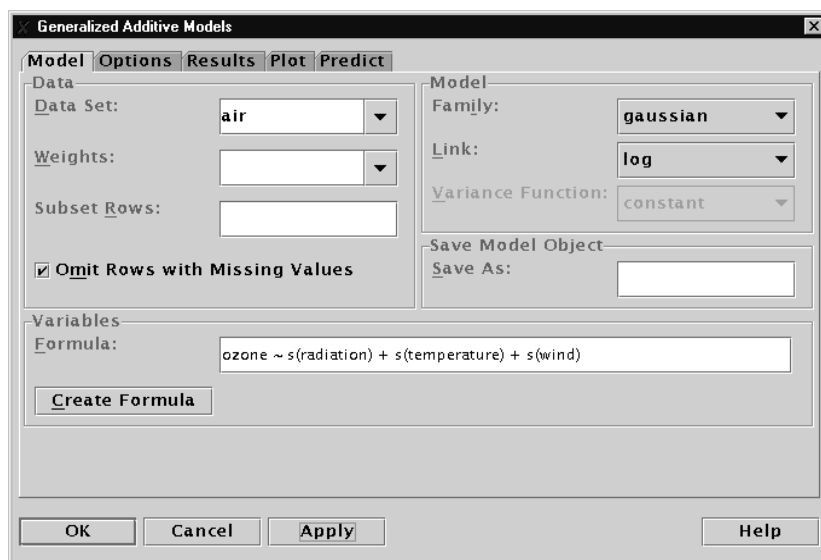 Generalized Additive Models
Model Options Results Plot Predict
Data
Data Set:
air
Weights:
Subset Rows:
Omit Rows with Missing Values
Model
Family:
gaussian
Link:
log
Variance Function:
constant
Save Model Object
Save As:
Variables
Formula:
ozone ~ s(radiation) + s(temperature) + s(wind)
Create Formula
OK Cancel Apply Help